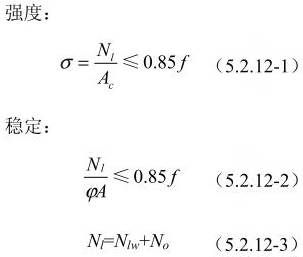 强度:
σ = N_l / A_c ≤ 0.85f （5.2.12-1）
稳定:
N_l / φA ≤ 0.85f （5.2.12-2）
N_l=N_lw+N_o （5.2.12-3）